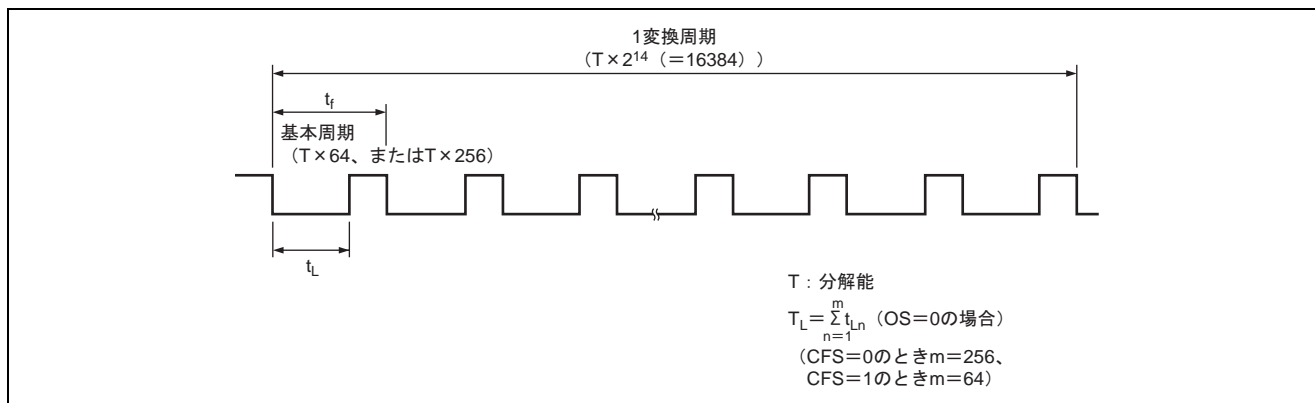 1変換周期
（T×2¹⁴（＝16384））
t_f
基本周期
（T×64、またはT×256）
t_L
T：分解能
m
T_L＝Σt_Ln（OS＝0の場合）
n＝1
（CFS＝0のときm＝256、
CFS＝1のときm＝64）